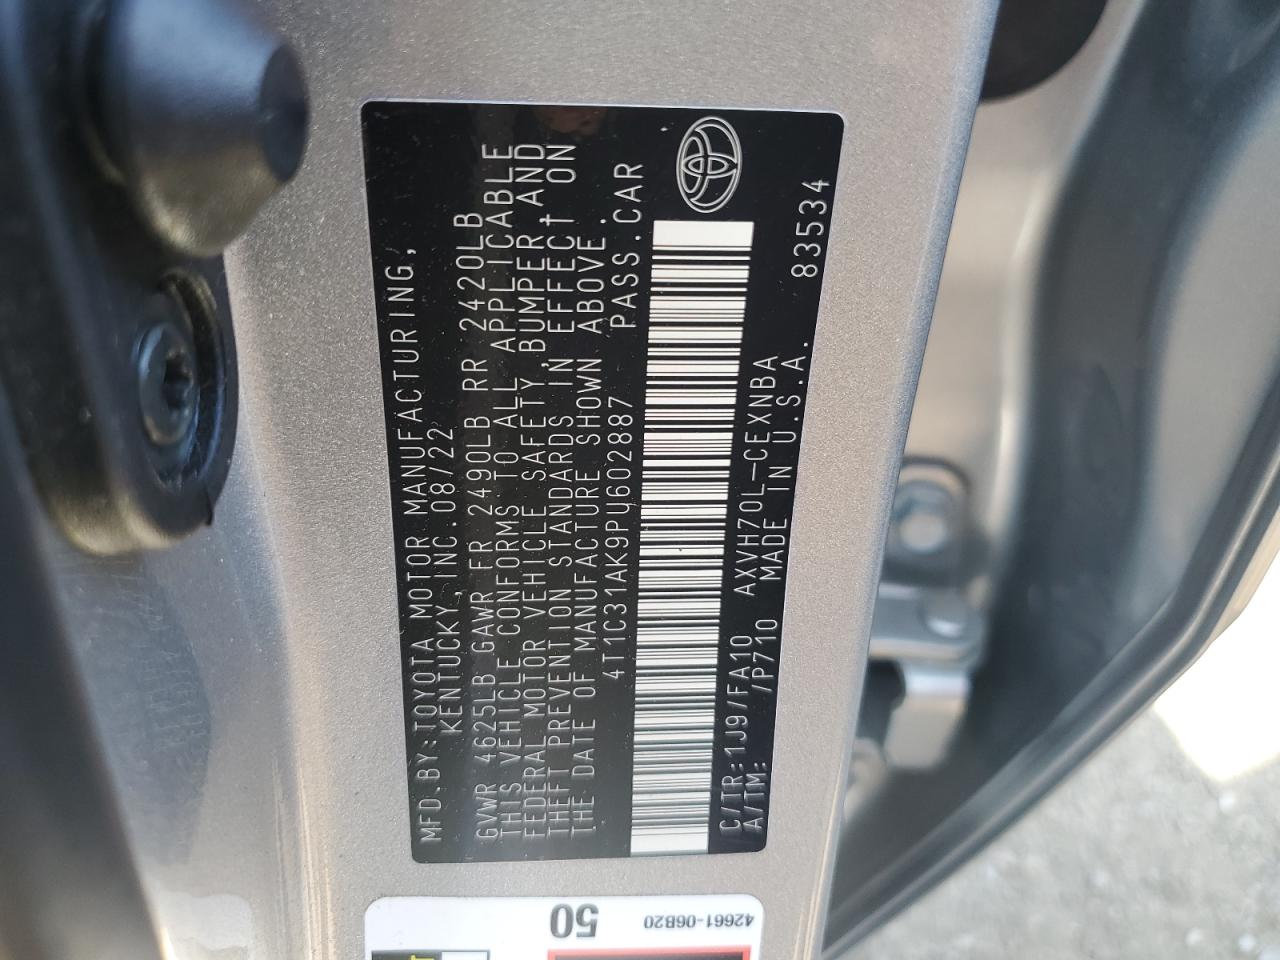 MFD.BY:TOYOTA MOTOR MANUFACTURING,
KENTUCKY, INC. 08/22
GVWR 4625LB GAWR FR 2490LB RR 2420LB
THIS VEHICLE CONFORMS TO ALL APPLICABLE
FEDERAL MOTOR VEHICLE SAFETY, BUMPER, AND
THEFT PREVENTION STANDARDS IN EFFECT ON
THE DATE OF MANUFACTURE SHOWN ABOVE.
4T1C31AK9PU602887 PASS.CAR
C/TR:1J9/FA10 AXVH70L-CEXNBA
A/TM: /P710 MADE IN U.S.A. 83534
50
42661-06B20